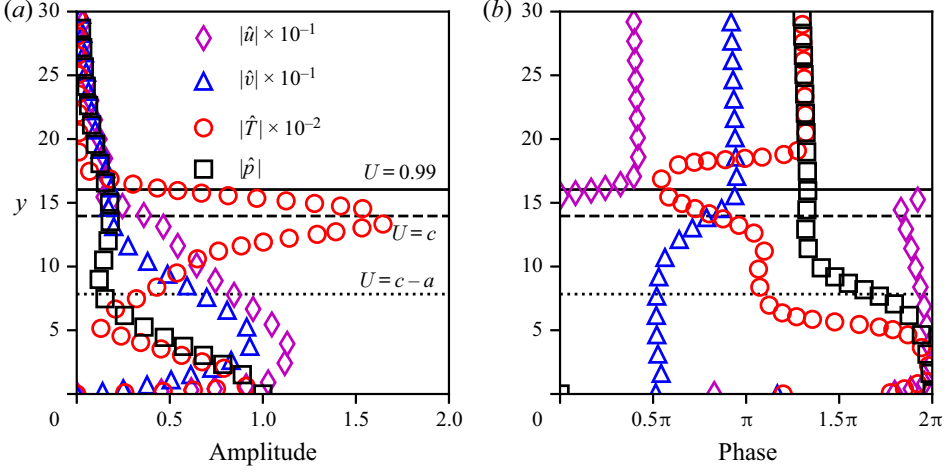 (a)
(b)
30
25
20
15
10
5
0
y
|û| × 10⁻¹
|v̂| × 10⁻¹
|T̂| × 10⁻²
|p̂|
U = 0.99
U = c
U = c – a
0
0.5
1.0
1.5
2.0
Amplitude
30
25
20
15
10
5
0
0.5π
π
1.5π
2π
Phase